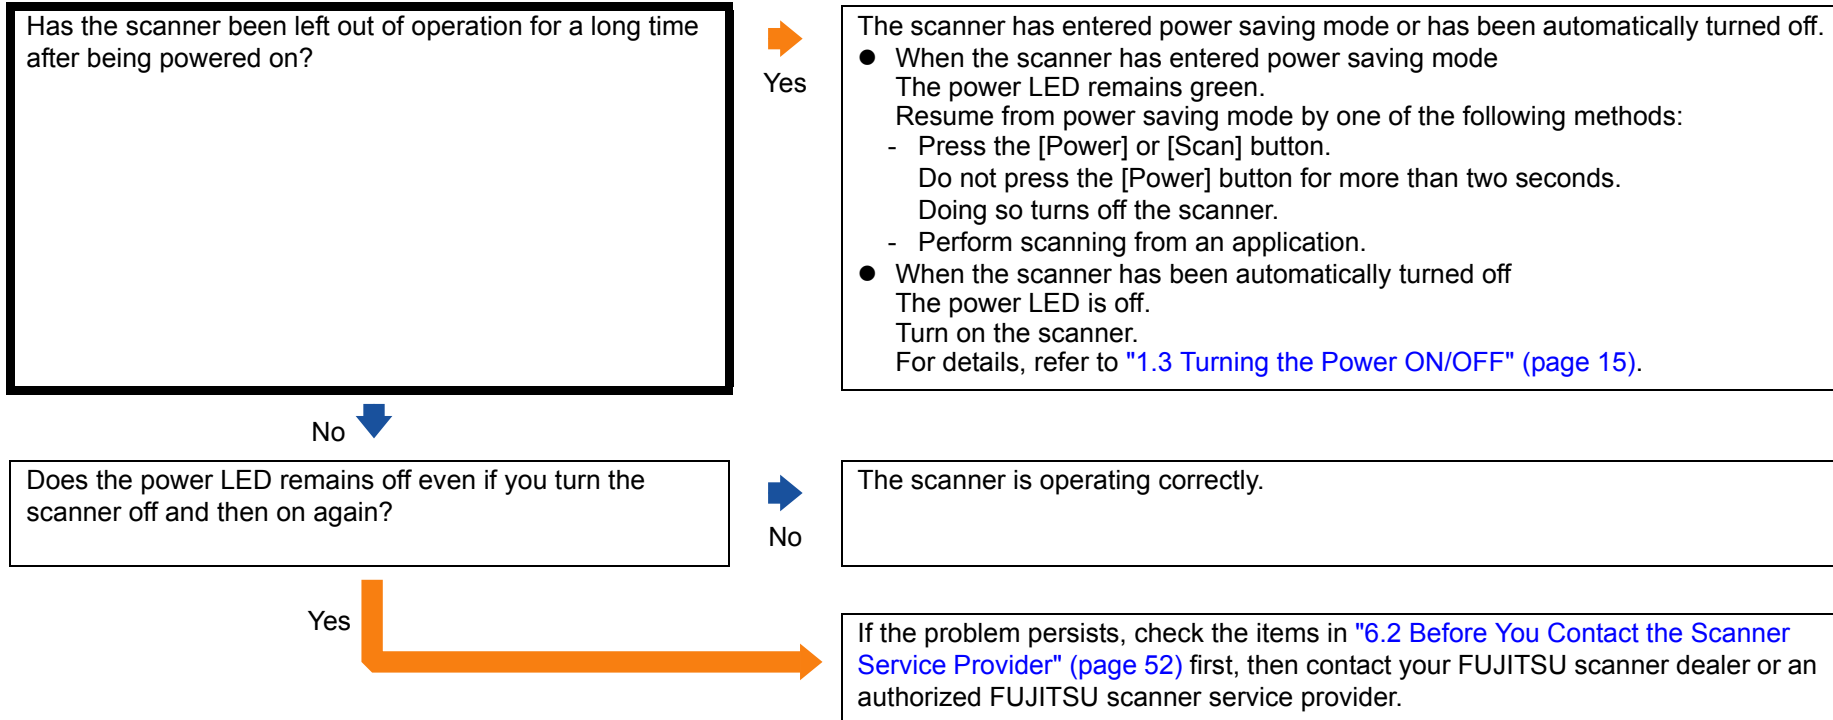 Has the scanner been left out of operation for a long time
after being powered on?
Yes
The scanner has entered power saving mode or has been automatically turned off.
● When the scanner has entered power saving mode
The power LED remains green.
Resume from power saving mode by one of the following methods:
- Press the [Power] or [Scan] button.
Do not press the [Power] button for more than two seconds.
Doing so turns off the scanner.
- Perform scanning from an application.
● When the scanner has been automatically turned off
The power LED is off.
Turn on the scanner.
For details, refer to "1.3 Turning the Power ON/OFF" (page 15).
No
Does the power LED remains off even if you turn the
scanner off and then on again?
No
The scanner is operating correctly.
Yes
If the problem persists, check the items in "6.2 Before You Contact the Scanner
Service Provider" (page 52) first, then contact your FUJITSU scanner dealer or an
authorized FUJITSU scanner service provider.